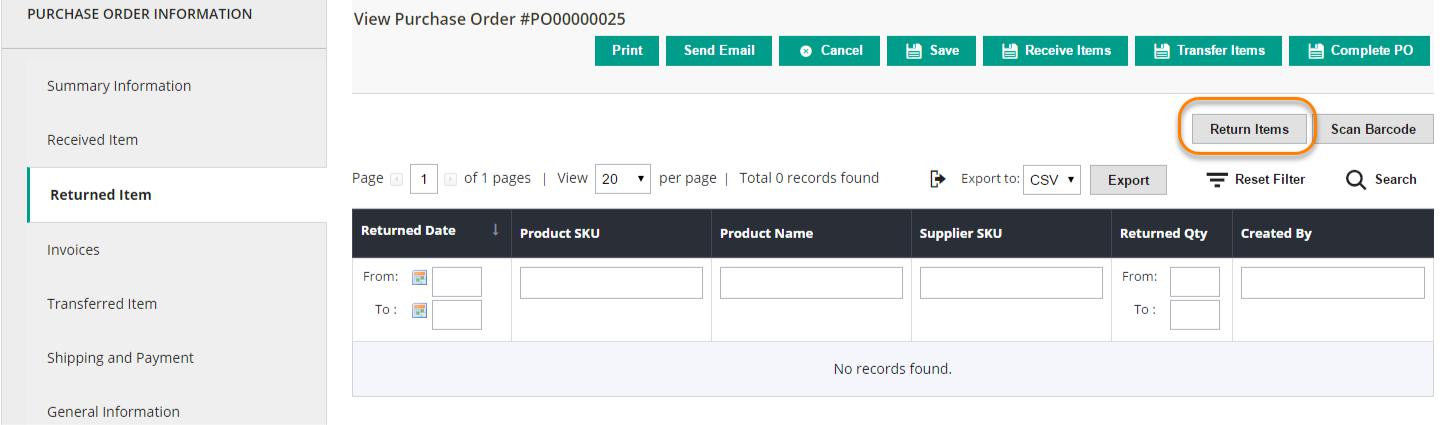 PURCHASE ORDER INFORMATION
Summary Information
Received Item
Returned Item
Invoices
Transferred Item
Shipping and Payment
General Information
View Purchase Order #PO00000025
Print Send Email Cancel Save Receive Items Transfer Items Complete PO
Return Items Scan Barcode
Page 1 of 1 pages | View 20 per page | Total 0 records found Export to: CSV Export Reset Filter Search
Returned Date ↓ Product SKU Product Name Supplier SKU Returned Qty Created By
From: From:
To : To :
No records found.